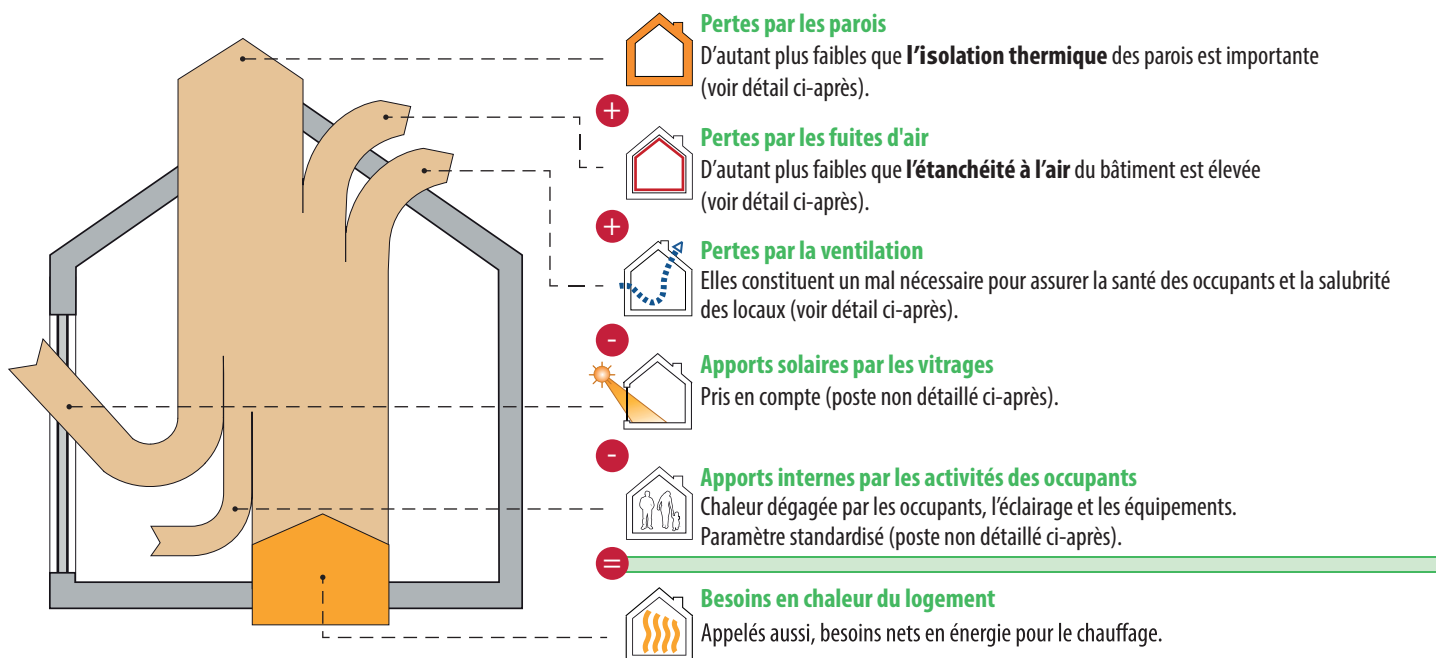 Pertes par les parois
D'autant plus faibles que l'isolation thermique des parois est importante
(voir détail ci-après).
+
Pertes par les fuites d'air
D'autant plus faibles que l'étanchéité à l'air du bâtiment est élevée
(voir détail ci-après).
+
Pertes par la ventilation
Elles constituent un mal nécessaire pour assurer la santé des occupants et la salubrité
des locaux (voir détail ci-après).
-
Apports solaires par les vitrages
Pris en compte (poste non détaillé ci-après).
-
Apports internes par les activités des occupants
Chaleur dégagée par les occupants, l'éclairage et les équipements.
Paramètre standardisé (poste non détaillé ci-après).
=
Besoins en chaleur du logement
Appelés aussi, besoins nets en énergie pour le chauffage.